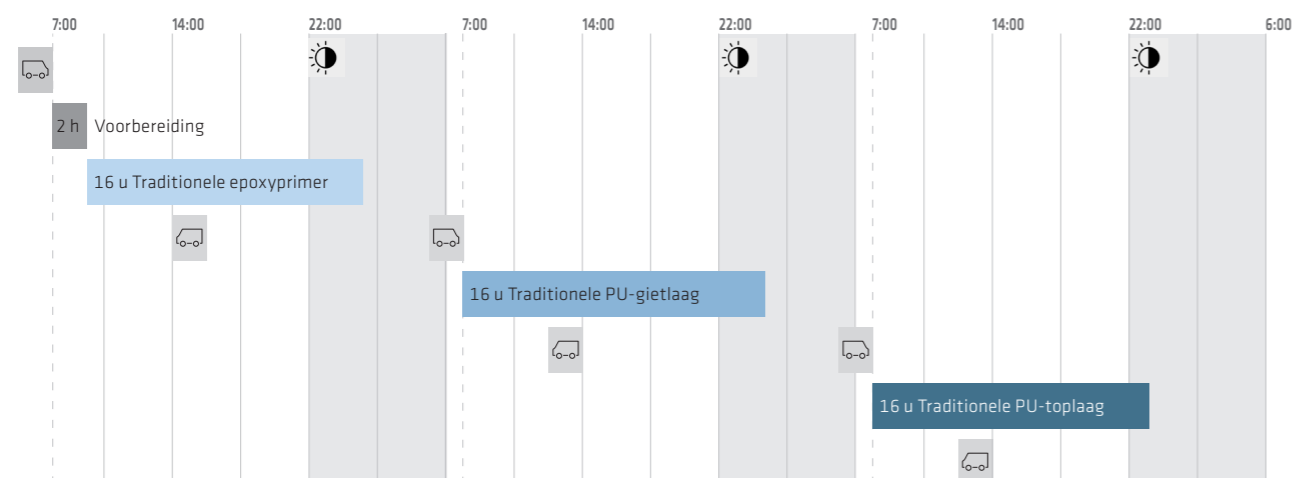 7:00 14:00 22:00 7:00 14:00 22:00 7:00 14:00 22:00 6:00
2 h Voorbereiding
16 u Traditionele epoxyprimer
16 u Traditionele PU-gietlaag
16 u Traditionele PU-toplaag